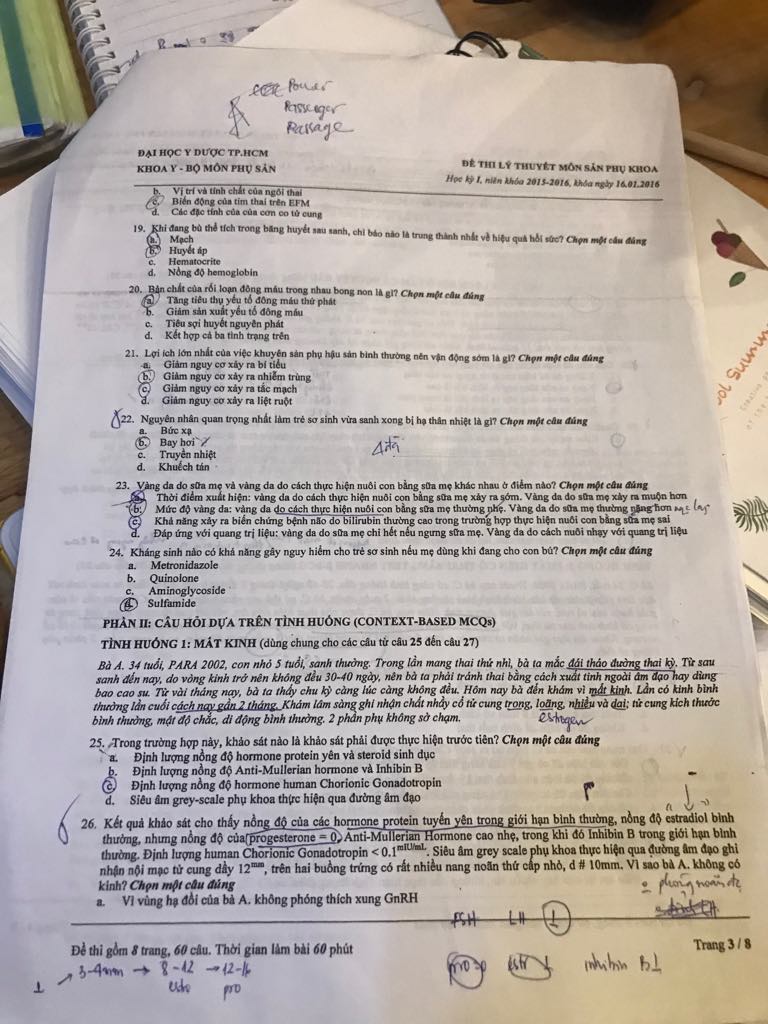 Power
Passenger
Passage
ĐẠI HỌC Y DƯỢC TP.HCM
KHOA Y - BỘ MÔN PHỤ SẢN
ĐỀ THI LÝ THUYẾT MÔN SẢN PHỤ KHOA
Học kỳ I, niên khóa 2015-2016, khóa ngày 16.01.2016
b. Vị trí và tính chất của ngôi thai
c. Biến động của tim thai trên EFM
d. Các đặc tính của của cơn co tử cung
19. Khi đang bù thể tích trong băng huyết sau sanh, chỉ báo nào là trung thành nhất về hiệu quả hồi sức? Chọn một câu đúng
a. Mạch
b. Huyết áp
c. Hematocrite
d. Nồng độ hemoglobin
20. Bản chất của rối loạn đông máu trong nhau bong non là gì? Chọn một câu đúng
a. Tăng tiêu thụ yếu tố đông máu thứ phát
b. Giảm sản xuất yếu tố đông máu
c. Tiêu sợi huyết nguyên phát
d. Kết hợp cả ba tình trạng trên
21. Lợi ích lớn nhất của việc khuyên sản phụ hậu sản bình thường nên vận động sớm là gì? Chọn một câu đúng
a. Giảm nguy cơ xảy ra bí tiểu
b. Giảm nguy cơ xảy ra nhiễm trùng
c. Giảm nguy cơ xảy ra tắc mạch
d. Giảm nguy cơ xảy ra liệt ruột
22. Nguyên nhân quan trọng nhất làm trẻ sơ sinh vừa sanh xong bị hạ thân nhiệt là gì? Chọn một câu đúng
a. Bức xạ
b. Bay hơi
c. Truyền nhiệt
d. Khuếch tán
23. Vàng da do sữa mẹ và vàng da do cách thực hiện nuôi con bằng sữa mẹ khác nhau ở điểm nào? Chọn một câu đúng
a. Thời điểm xuất hiện: vàng da do cách thực hiện nuôi con bằng sữa mẹ xảy ra sớm. Vàng da do sữa mẹ xảy ra muộn hơn
b. Mức độ vàng da: vàng da do cách thực hiện nuôi con bằng sữa mẹ thường nhẹ. Vàng da do sữa mẹ thường nặng hơn
c. Khả năng xảy ra biến chứng bệnh não do bilirubin thường cao trong trường hợp thực hiện nuôi con bằng sữa mẹ sai
d. Đáp ứng với quang trị liệu: vàng da do sữa mẹ chỉ hết nếu ngưng sữa mẹ. Vàng da do cách nuôi nhạy với quang trị liệu
24. Kháng sinh nào có khả năng gây nguy hiểm cho trẻ sơ sinh nếu mẹ dùng khi đang cho con bú? Chọn một câu đúng
a. Metronidazole
b. Quinolone
c. Aminoglycoside
d. Sulfamide
PHẦN II: CÂU HỎI DỰA TRÊN TÌNH HUỐNG (CONTEXT-BASED MCQs)
TÌNH HUỐNG 1: MẤT KINH (dùng chung cho các câu từ câu 25 đến câu 27)
Bà A. 34 tuổi, PARA 2002, con nhỏ 5 tuổi, sanh thường. Trong lần mang thai thứ nhì, bà ta mắc đái tháo đường thai kỳ. Từ sau
sanh đến nay, do vòng kinh trở nên không đều 30-40 ngày, nên bà ta phải tránh thai bằng cách xuất tinh ngoài âm đạo hay dùng
bao cao su. Từ vài tháng nay, bà ta thấy chu kỳ càng lúc càng không đều. Hôm nay bà đến khám vì mất kinh. Lần có kinh bình
thường lần cuối cách nay gần 2 tháng. Khám lâm sàng ghi nhận chất nhầy cổ tử cung trong, loãng, nhiều và dai; tử cung kích thước
bình thường, mật độ chắc, di động bình thường. 2 phần phụ không sờ chạm.
estrogen
25. Trong trường hợp này, khảo sát nào là khảo sát phải được thực hiện trước tiên? Chọn một câu đúng
a. Định lượng nồng độ hormone protein yên và steroid sinh dục
b. Định lượng nồng độ Anti-Mullerian hormone và Inhibin B
c. Định lượng nồng độ hormone human Chorionic Gonadotropin
d. Siêu âm grey-scale phụ khoa thực hiện qua đường âm đạo
26. Kết quả khảo sát cho thấy nồng độ của các hormone protein tuyến yên trong giới hạn bình thường, nồng độ estradiol bình
thường, nhưng nồng độ của progesterone = 0, Anti-Mullerian Hormone cao nhẹ, trong khi đó Inhibin B trong giới hạn bình
thường. Định lượng human Chorionic Gonadotropin < 0.1mIU/mL. Siêu âm grey scale phụ khoa thực hiện qua đường âm đạo ghi
nhận nội mạc tử cung dầy 12mm, trên hai buồng trứng có rất nhiều nang noãn thứ cấp nhỏ, d # 10mm. Vì sao bà A. không có
kinh? Chọn một câu đúng
a. Vì vùng hạ đồi của bà A. không phóng thích xung GnRH
FSH LH ⊥
Đề thi gồm 8 trang, 60 câu. Thời gian làm bài 60 phút
Trang 3 / 8
⊥ → 3-4mm → 8-12 → 12-16
estro pro
pro=0 estr ⊥ inhibin B⊥